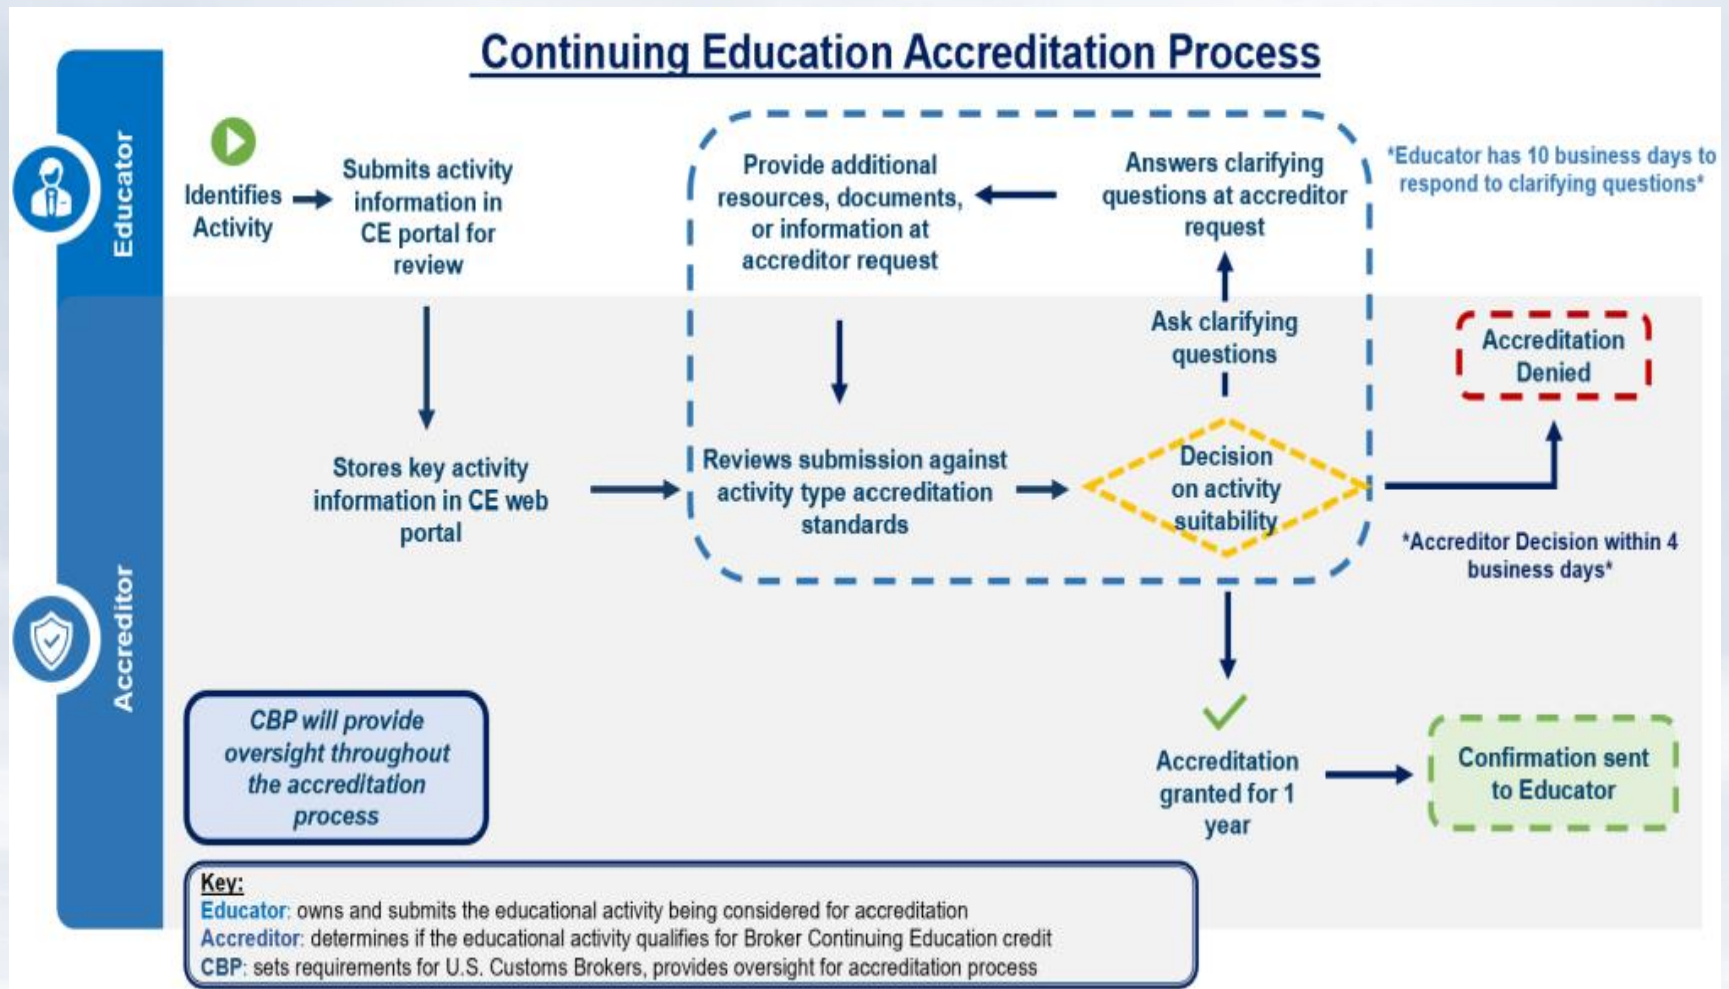 Continuing Education Accreditation Process
Educator
Identifies
Activity
Submits activity
information in
CE portal for
review
Provide additional
resources, documents,
or information at
accreditor request
Answers clarifying
questions at accreditor
request
*Educator has 10 business days to
respond to clarifying questions*
Ask clarifying
questions
Accreditation
Denied
Accreditor
Stores key activity
information in CE web
portal
Reviews submission against
activity type accreditation
standards
Decision
on activity
suitability
*Accreditor Decision within 4
business days*
CBP will provide
oversight throughout
the accreditation
process
Accreditation
granted for 1
year
Confirmation sent
to Educator
Key:
Educator: owns and submits the educational activity being considered for accreditation
Accreditor: determines if the educational activity qualifies for Broker Continuing Education credit
CBP: sets requirements for U.S. Customs Brokers, provides oversight for accreditation process